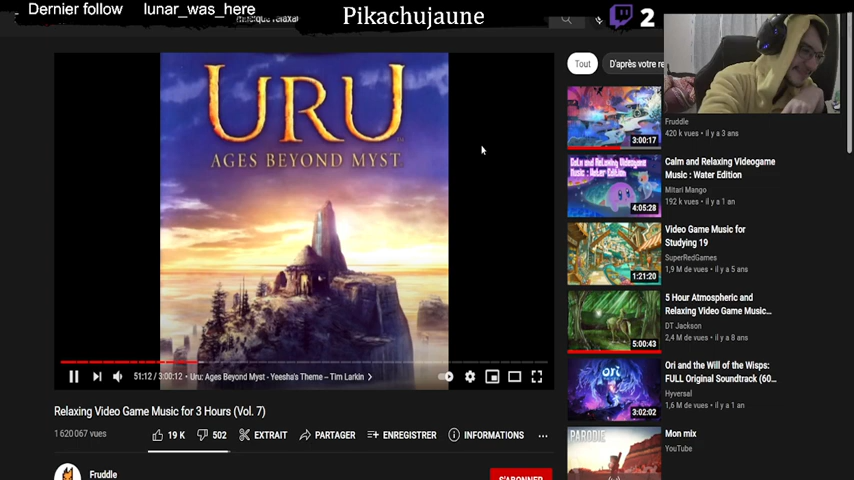 Dernier follow
lunar_was_here
Pikachujaune
2
URU
AGES BEYOND MYST
51:12 / 3:00:12 • Uru: Ages Beyond Myst - Yeesha's Theme – Tim Larkin
Relaxing Video Game Music for 3 Hours (Vol. 7)
1 620 067 vues
19 K
502
EXTRAIT
PARTAGER
ENREGISTRER
INFORMATIONS
...
Fruddle
S'ABONNER
Tout
D'après votre re
3:00:17
Fruddle
420 k vues • il y a 3 ans
4:05:28
Calm and Relaxing Videogame
Music : Water Edition
Mitari Mango
192 k vues • il y a 1 an
1:21:20
Video Game Music for
Studying 19
SuperRedGames
1,9 M de vues • il y a 5 ans
5:00:43
5 Hour Atmospheric and
Relaxing Video Game Music...
DT Jackson
2,4 M de vues • il y a 8 ans
ori
3:02:02
Ori and the Will of the Wisps:
FULL Original Soundtrack (60...
Hyversal
1,6 M de vues • il y a 1 an
PARODIE
Mon mix
YouTube